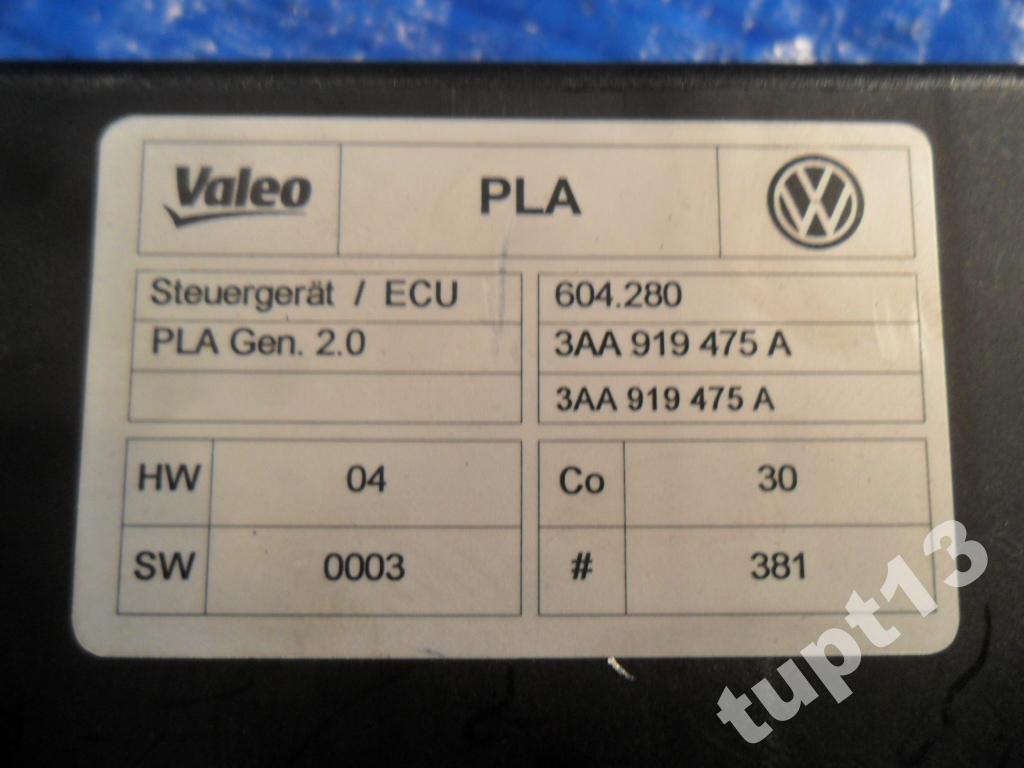 Valeo PLA
Steuergerät / ECU 604.280
PLA Gen. 2.0 3AA 919 475 A
3AA 919 475 A
HW 04 Co 30
SW 0003 # 381
tupt13